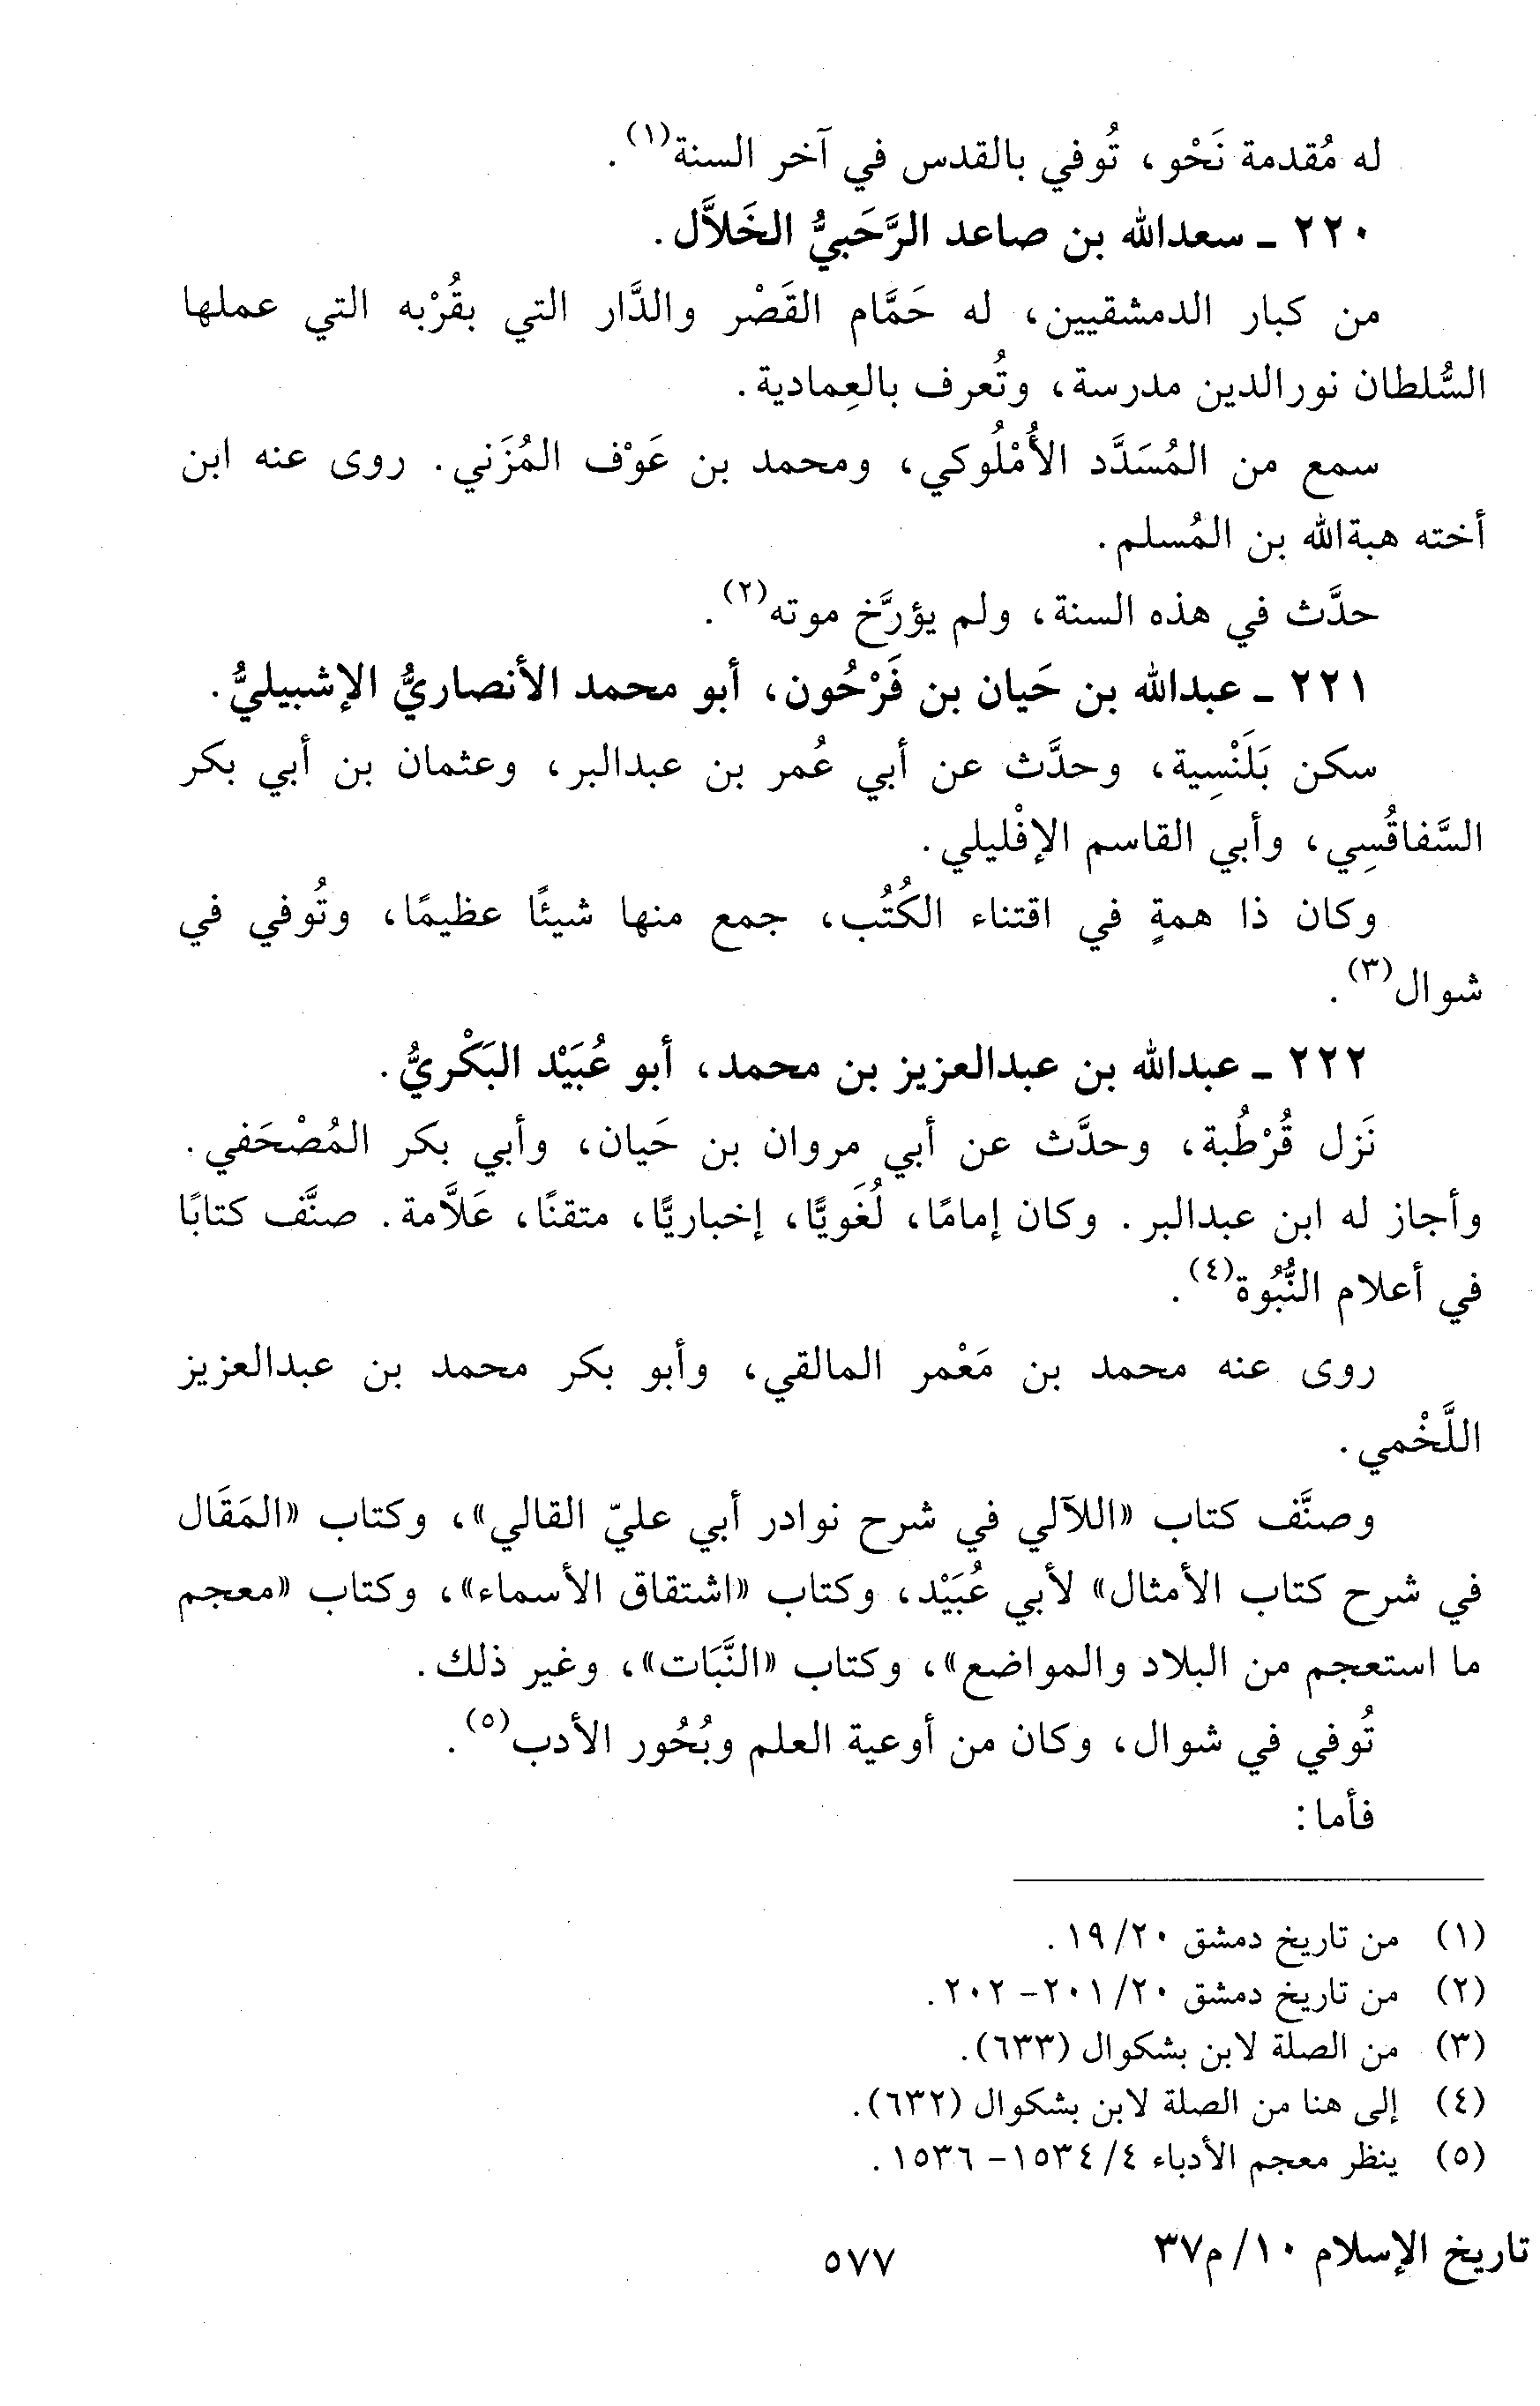 له مُقدمة نَحْو، تُوفي بالقدس في آخر السنة(١).
٢٢٠ ـ سعدالله بن صاعد الرَّحَبيُّ الخَلاَّل.
من كبار الدمشقيين، له حَمَّام القَصْر والدَّار التي بقُرْبه التي عملها
السُّلطان نورالدين مدرسة، وتُعرف بالعِمادية.
سمع من المُسَدَّد الأُمْلُوكي، ومحمد بن عَوْف المُزَني. روى عنه ابن
أخته هبةالله بن المُسلم.
حدَّث في هذه السنة، ولم يؤرَّخ موته(٢).
٢٢١ ـ عبدالله بن حَيان بن فَرْحُون، أبو محمد الأنصاريُّ الإشبيليُّ.
سكن بَلَنْسِية، وحدَّث عن أبي عُمر بن عبدالبر، وعثمان بن أبي بكر
السَّفاقُسِي، وأبي القاسم الإفْليلي.
وكان ذا همةٍ في اقتناء الكُتُب، جمع منها شيئًا عظيمًا، وتُوفي في
شوال(٣).
٢٢٢ ـ عبدالله بن عبدالعزيز بن محمد، أبو عُبَيْد البَكْريُّ.
نَزل قُرْطُبة، وحدَّث عن أبي مروان بن حَيان، وأبي بكر المُصْحَفي.
وأجاز له ابن عبدالبر. وكان إمامًا، لُغَويًّا، إخباريًّا، متقنًا، عَلاَّمة. صنَّف كتابًا
في أعلام النُّبُوة(٤).
روى عنه محمد بن مَعْمر المالقي، وأبو بكر محمد بن عبدالعزيز
اللَّخْمي.
وصنَّف كتاب «اللآلي في شرح نوادر أبي عليّ القالي»، وكتاب «المَقَال
في شرح كتاب الأمثال» لأبي عُبَيْد، وكتاب «اشتقاق الأسماء»، وكتاب «معجم
ما استعجم من البلاد والمواضع»، وكتاب «النَّبَات»، وغير ذلك.
تُوفي في شوال، وكان من أوعية العلم وبُحُور الأدب(٥).
فأما:
(١) من تاريخ دمشق ٢٠/ ١٩.
(٢) من تاريخ دمشق ٢٠/ ٢٠١ - ٢٠٢.
(٣) من الصلة لابن بشكوال (٦٣٣).
(٤) إلى هنا من الصلة لابن بشكوال (٦٣٢).
(٥) ينظر معجم الأدباء ٤/ ١٥٣٤ - ١٥٣٦.
تاريخ الإسلام ١٠/ م٣٧ ٥٧٧